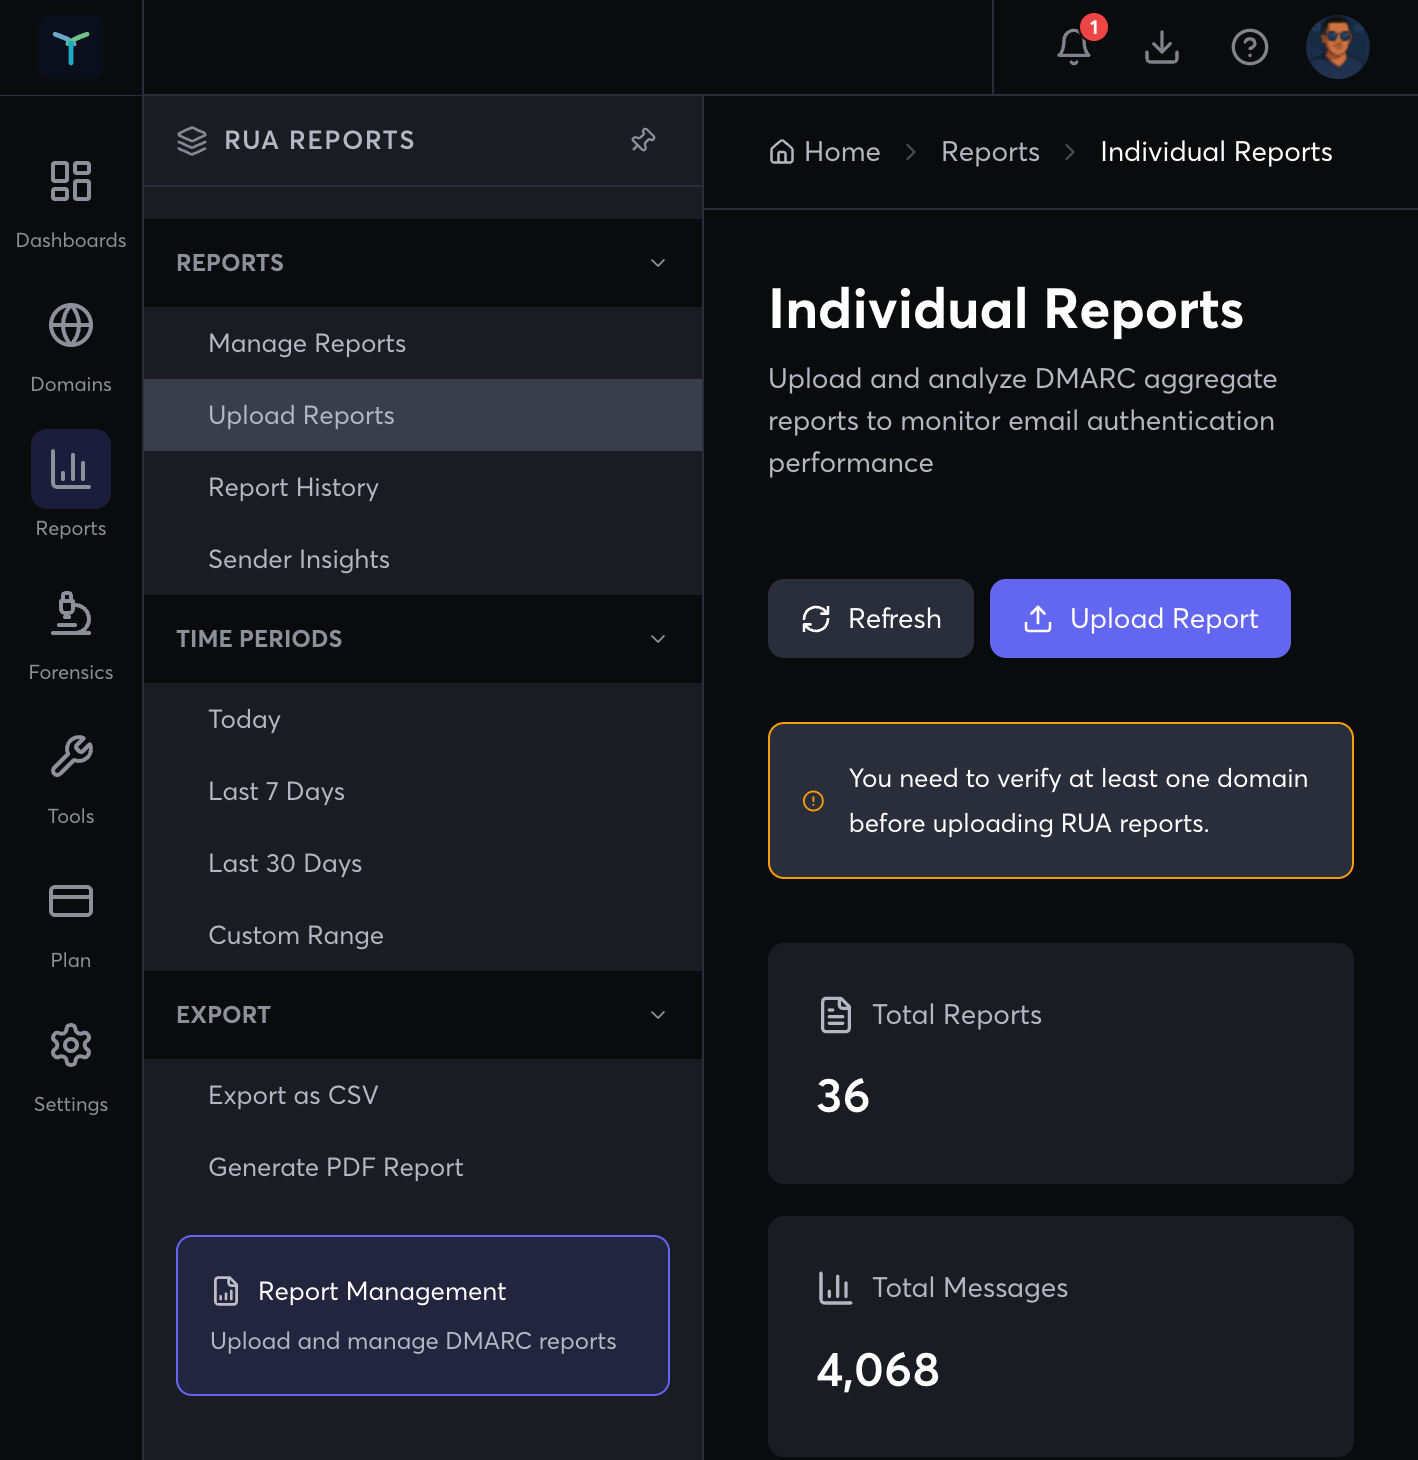 1
Dashboards
Domains
Reports
Forensics
Tools
Plan
Settings
RUA REPORTS
REPORTS
Manage Reports
Upload Reports
Report History
Sender Insights
TIME PERIODS
Today
Last 7 Days
Last 30 Days
Custom Range
EXPORT
Export as CSV
Generate PDF Report
Report Management
Upload and manage DMARC reports
Home > Reports > Individual Reports
Individual Reports
Upload and analyze DMARC aggregate
reports to monitor email authentication
performance
Refresh
Upload Report
You need to verify at least one domain
before uploading RUA reports.
Total Reports
36
Total Messages
4,068